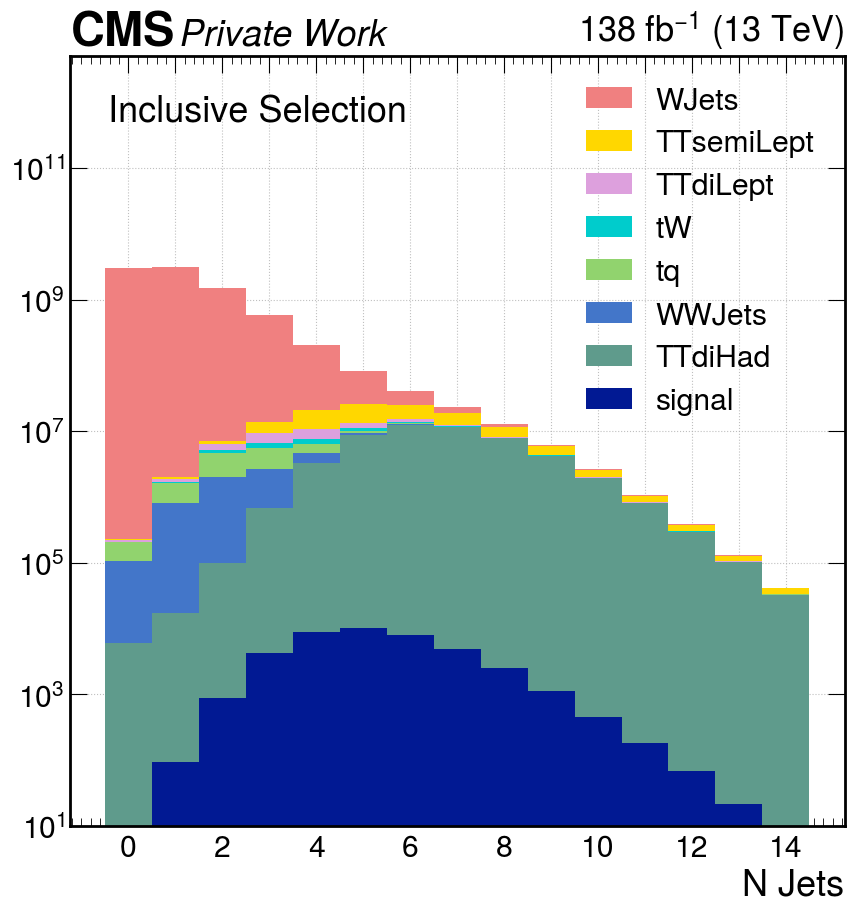 CMS Private Work 138 fb⁻¹ (13 TeV)
Inclusive Selection
WJets
TTsemiLept
TTdiLept
tW
tq
WWJets
TTdiHad
signal
10¹¹
10⁹
10⁷
10⁵
10³
10¹
0 2 4 6 8 10 12 14
N Jets